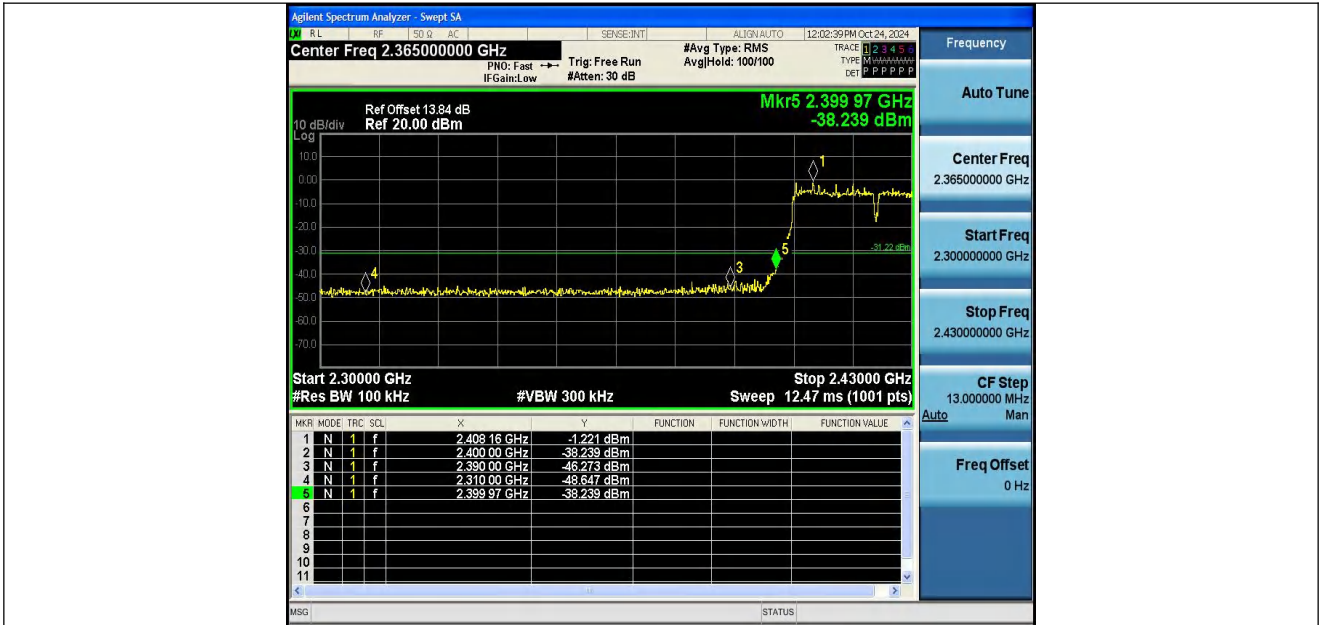 Agilent Spectrum Analyzer - Swept SA
RL RF 50 Ω AC SENSE:INT ALIGNAUTO 12:02:39 PM Oct 24, 2024
Center Freq 2.365000000 GHz
PNO: Fast
IFGain:Low
Trig: Free Run
#Atten: 30 dB
#Avg Type: RMS
Avg|Hold: 100/100
TRACE 1 2 3 4 5 6
TYPE M
DET P P P P P P
Ref Offset 13.84 dB
10 dB/div Ref 20.00 dBm
Log
Mkr5 2.399 97 GHz
-38.239 dBm
10.0
0.00
-10.0
-20.0
-30.0
-40.0
-50.0
-60.0
-70.0
1
-31.22 dBm
5
3
4
Start 2.30000 GHz Stop 2.43000 GHz
#Res BW 100 kHz #VBW 300 kHz Sweep 12.47 ms (1001 pts)
MKR MODE TRC SCL X Y FUNCTION FUNCTION WIDTH FUNCTION VALUE
1 N 1 f 2.408 16 GHz -1.221 dBm
2 N 1 f 2.400 00 GHz -38.239 dBm
3 N 1 f 2.390 00 GHz -46.273 dBm
4 N 1 f 2.310 00 GHz -48.647 dBm
5 N 1 f 2.399 97 GHz -38.239 dBm
6
7
8
9
10
11
MSG STATUS
Frequency
Auto Tune
Center Freq
2.365000000 GHz
Start Freq
2.300000000 GHz
Stop Freq
2.430000000 GHz
CF Step
13.000000 MHz
Auto Man
Freq Offset
0 Hz